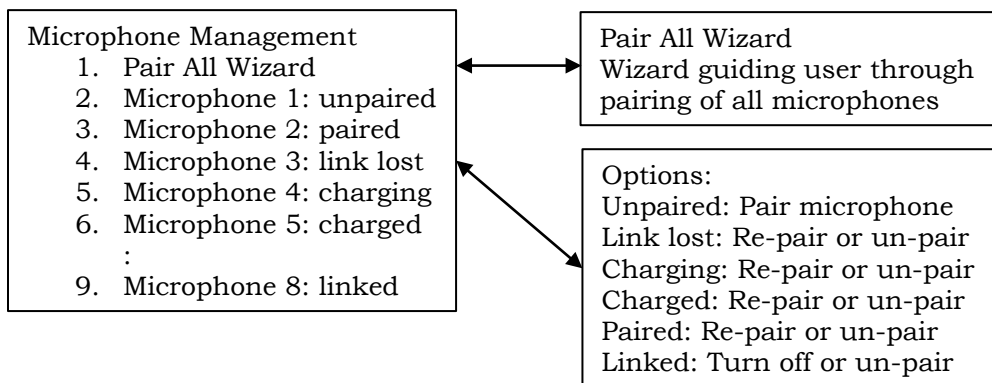 Microphone Management
1. Pair All Wizard
2. Microphone 1: unpaired
3. Microphone 2: paired
4. Microphone 3: link lost
5. Microphone 4: charging
6. Microphone 5: charged
:
9. Microphone 8: linked
Pair All Wizard
Wizard guiding user through
pairing of all microphones
Options:
Unpaired: Pair microphone
Link lost: Re-pair or un-pair
Charging: Re-pair or un-pair
Charged: Re-pair or un-pair
Paired: Re-pair or un-pair
Linked: Turn off or un-pair